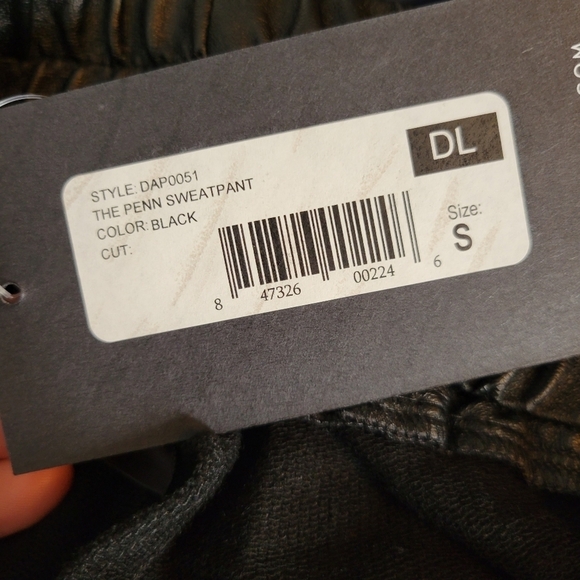 DL
STYLE: DAP0051
THE PENN SWEATPANT
COLOR: BLACK
CUT:
Size:
S
8 47326 00224 6